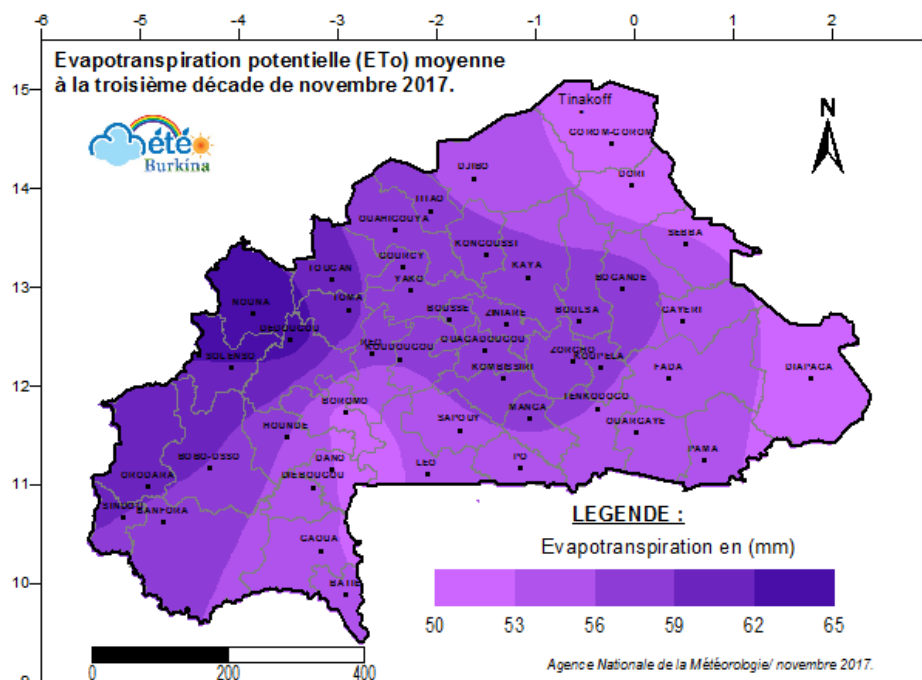 -6 -5 -4 -3 -2 -1 0 1 2
Evapotranspiration potentielle (ETo) moyenne
à la troisième décade de novembre 2017.
15
Tinakoff
N
GOROM-GOROM
été
Burkina
DJIBO
DORI
14
TITAO
OUAHIGOUYA
SEBBA
KONGOUSSI
GOURCY
KAYA
TOUGAN
BOGANDE
13
YAKO
NOUNA
TOMA
BOUSSE
ZINIARE
BOULSA
GAYERI
DEDOUGOU
OUAGADOUGOU
REO
KOUDOUGOU
ZORGHO
SOLENSO
KOUPELA
KOMBISSIRI
FADA
DIAPAGA
12
BOROMO
TENKODOGO
MANGA
SAPOUY
HOUNDE
OUARGAYE
PAMA
BOBO-DSSO
DANO
LEO
PO
ORODARA
DIEBOUGOU
11
SINDOU
BANFORA
LEGENDE :
GAOUA
Evapotranspiration en (mm)
10
BATIE
50 53 56 59 62 65
0 200 400
Agence Nationale de la Météorologie/ novembre 2017.